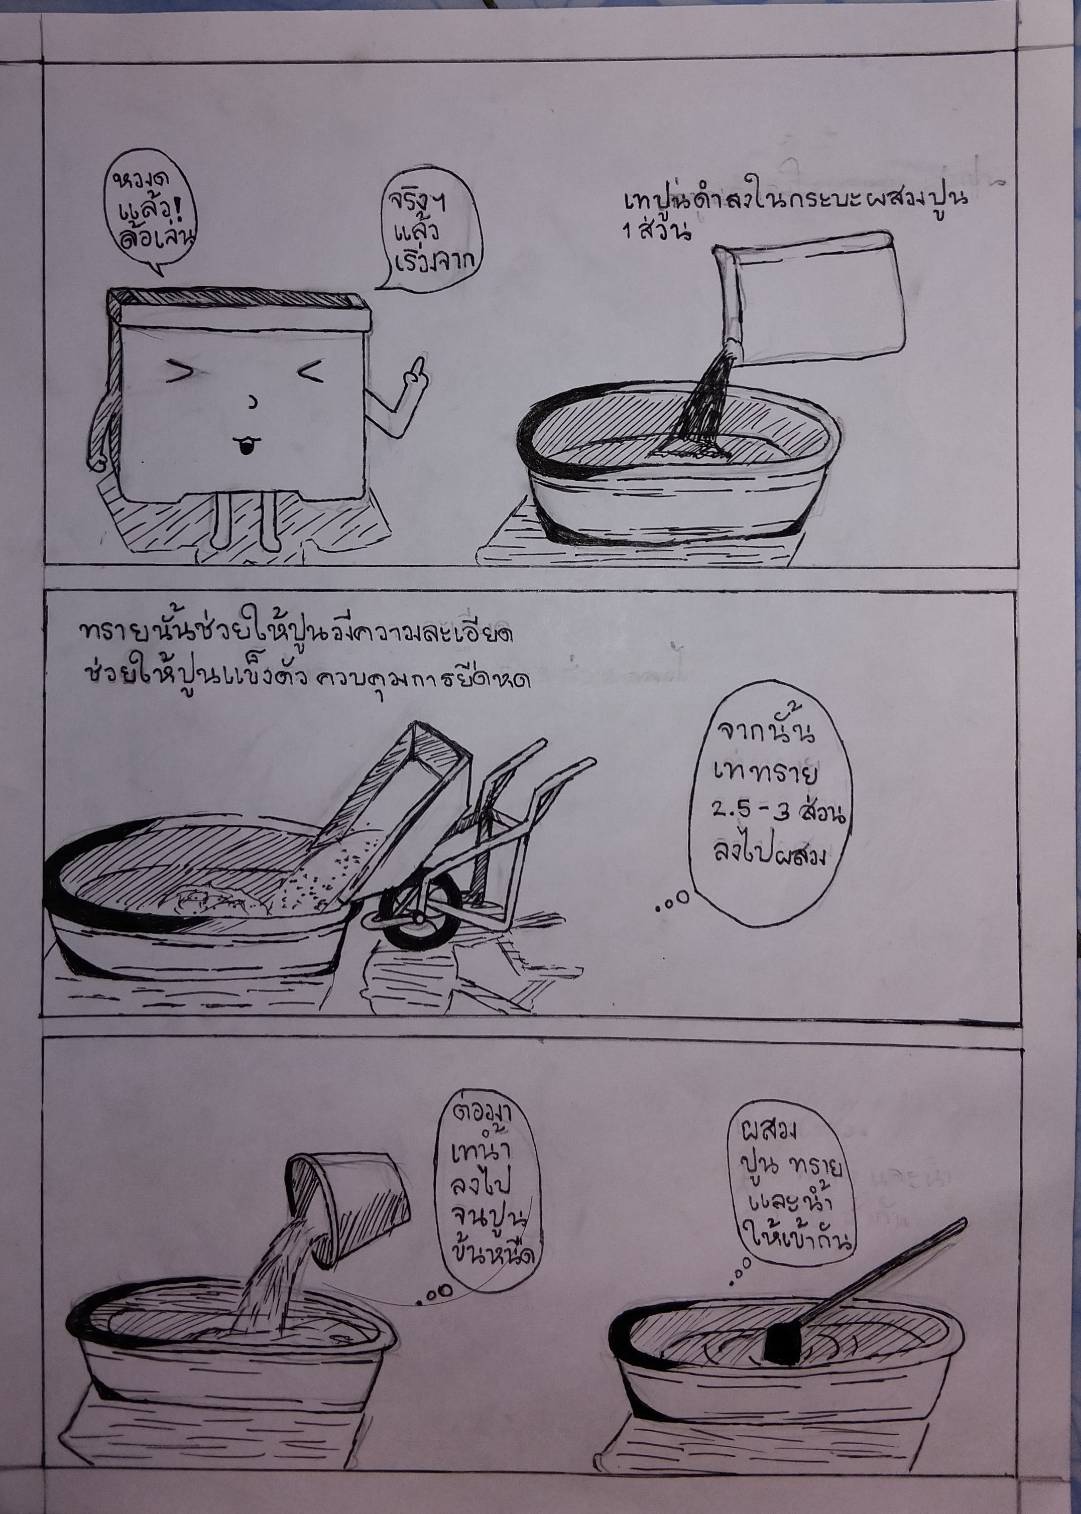 หมด
แล้ว!
ล้อเล่น
จริงๆ
แล้ว
เริ่มจาก
เทปูนดำลงในกระบะผสมปูน
1 ส่วน
ทรายนั้นช่วยให้ปูนมีความละเอียด
ช่วยให้ปูนแข็งตัว ควบคุมการยืดหด
จากนั้น
เททราย
2.5-3 ส่วน
ลงไปผสม
ต่อมา
เทน้ำ
ลงไป
จนปูน
ข้นหนืด
ผสม
ปูน ทราย
และน้ำ
ให้เข้ากัน